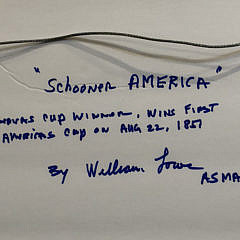 "Schooner AMERICA"
CUP WINNER, WINS FIRST
AMERICAS CUP ON AUG 22, 1851
By William Lowe
ASMA